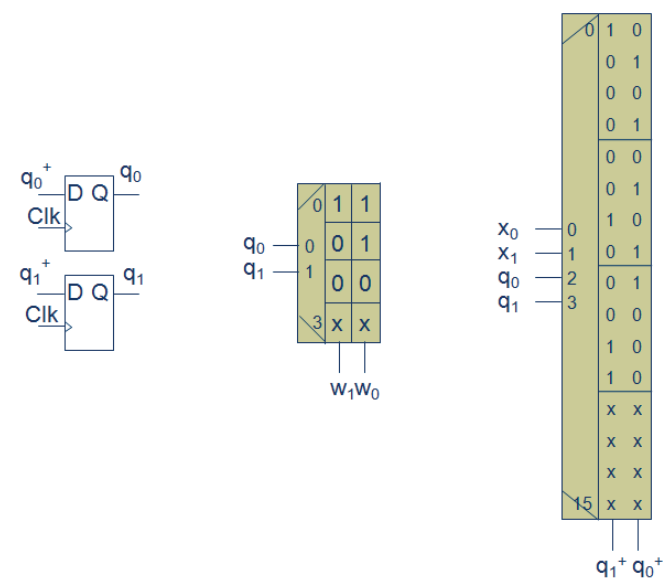 q₀⁺ D Q q₀
Clk
q₁⁺ D Q q₁
Clk
0 1 1
q₀ 0 0 1
q₁ 1 0 0
3 x x
w₁w₀
0 1 0
0 1
0 0
0 1
0 0
0 1
1 0
x₀ 0
x₁ 1 0 1
q₀ 2 0 1
q₁ 3 0 0
1 0
1 0
x x
x x
x x
15 x x
q₁⁺ q₀⁺